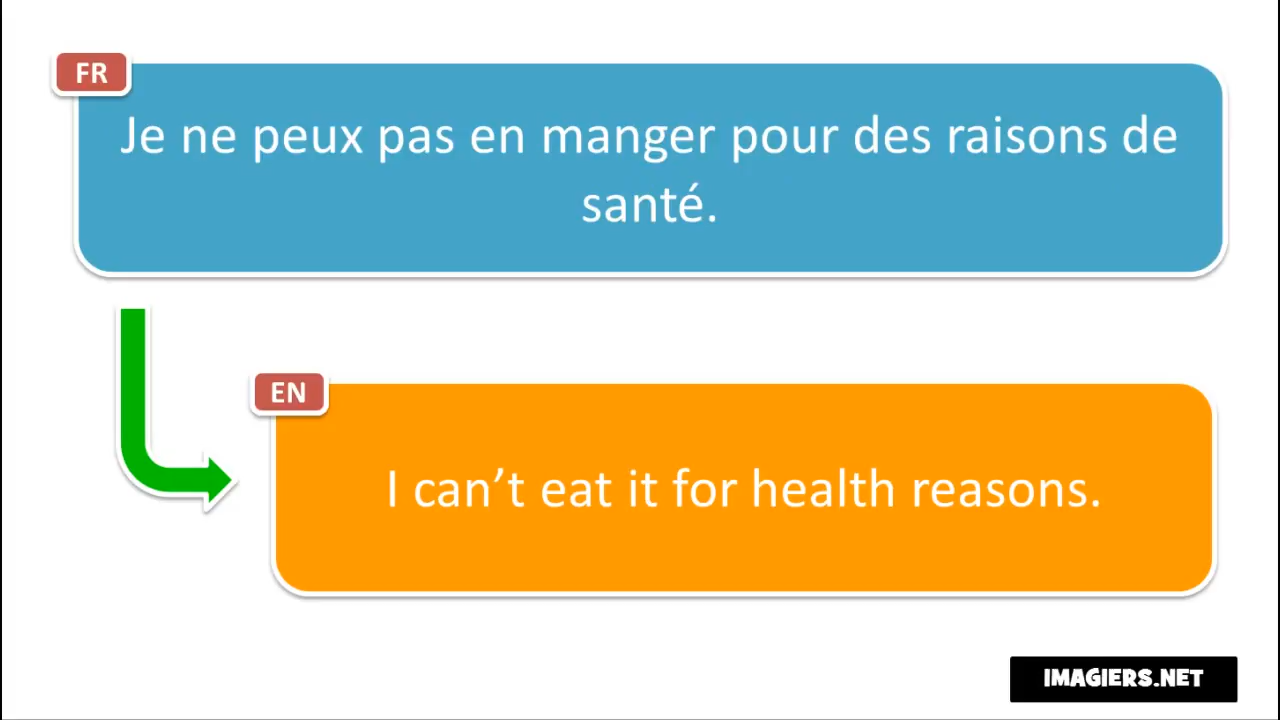 FR
Je ne peux pas en manger pour des raisons de
santé.
EN
I can’t eat it for health reasons.
IMAGIERS.NET